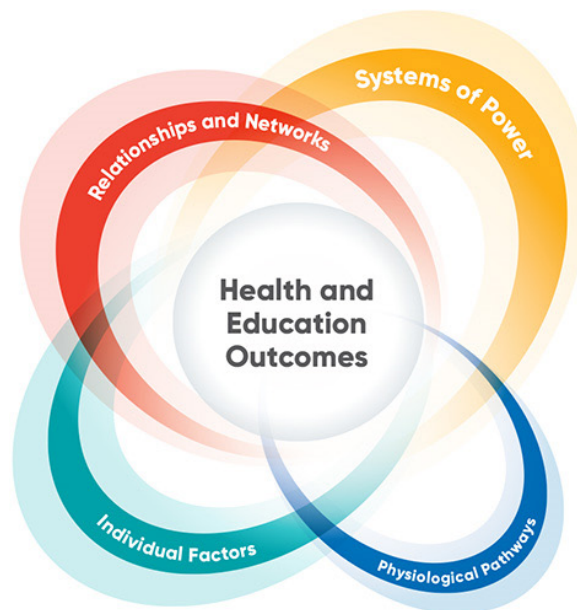 Systems of Power
Relationships and Networks
Health and
Education
Outcomes
Individual Factors
Physiological Pathways